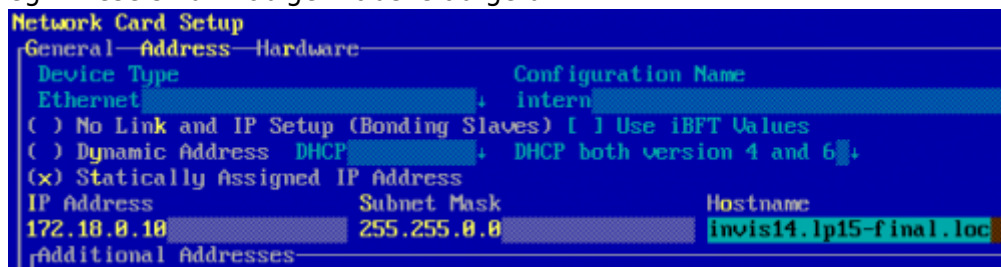 Network Card Setup
General—Address—Hardware
Device Type Configuration Name
Ethernet ↓ intern
( ) No Link and IP Setup (Bonding Slaves) [ ] Use iBFT Values
( ) Dynamic Address DHCP ↓ DHCP both version 4 and 6 ↓
(x) Statically Assigned IP Address
IP Address Subnet Mask Hostname
172.18.0.10 255.255.0.0 invis14.lp15-final.loc
Additional Addresses